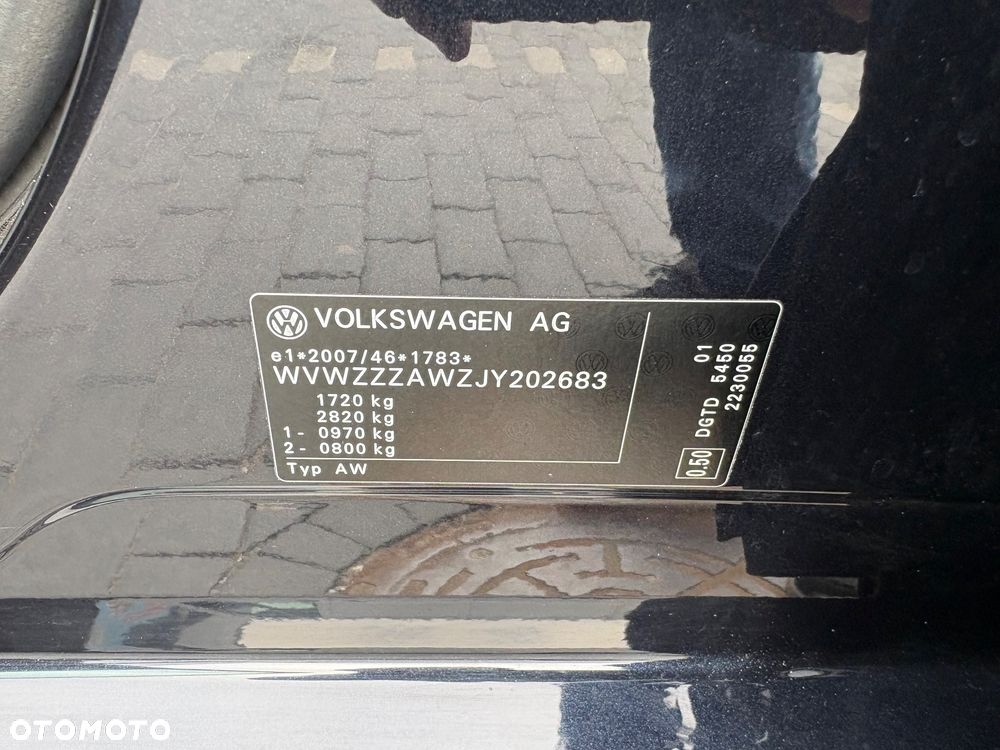 VOLKSWAGEN AG
e1*2007/46*1783*
WVWZZZAWZJY202683
1720 kg
2820 kg
1- 0970 kg
2- 0800 kg
Typ AW
0.50 DGTD 5450 01
2230055
OTOMOTO